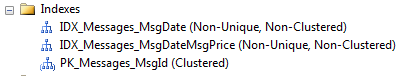 Indexes
IDX_Messages_MsgDate (Non-Unique, Non-Clustered)
IDX_Messages_MsgDateMsgPrice (Non-Unique, Non-Clustered)
PK_Messages_MsgId (Clustered)